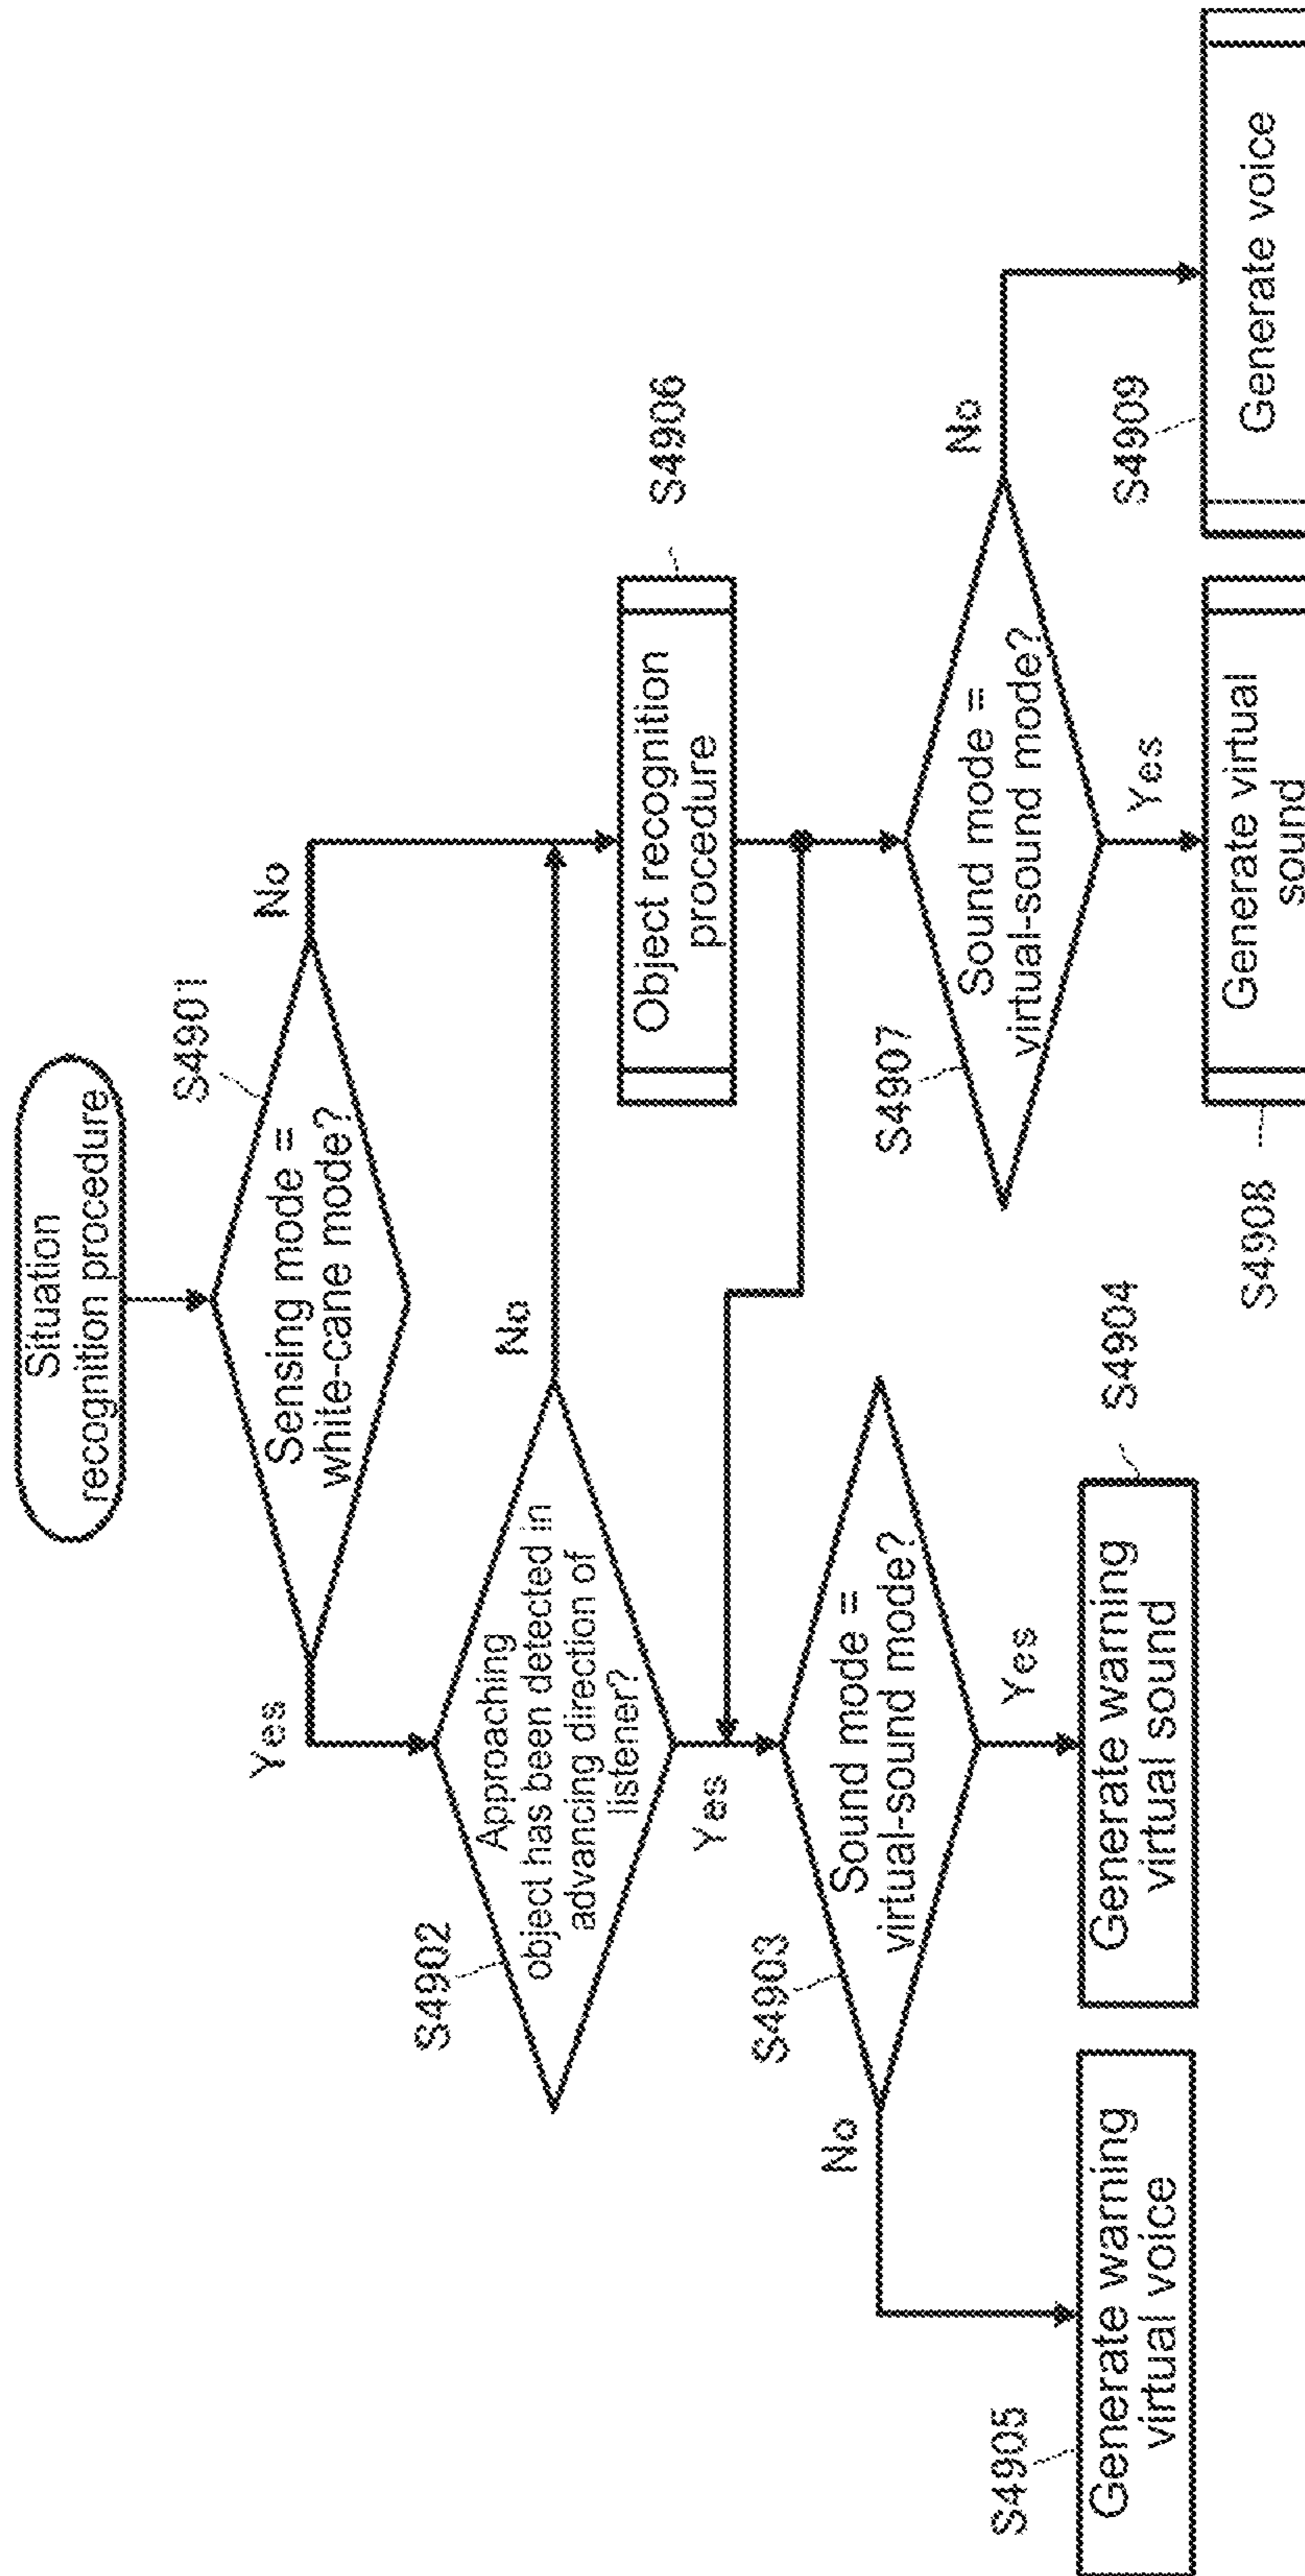 Situation
recognition procedure
S4901
Sensing mode =
white-cane mode?
Yes
No
S4902
Approaching
object has been detected in
advancing direction of
listener?
No
Yes
S4906
Object recognition
procedure
S4903
Sound mode =
virtual-sound mode?
No
Yes
S4907
Sound mode =
virtual-sound mode?
No
Yes
S4905
Generate warning
virtual voice
S4904
Generate warning
virtual sound
S4908
Generate virtual
sound
S4909
Generate voice